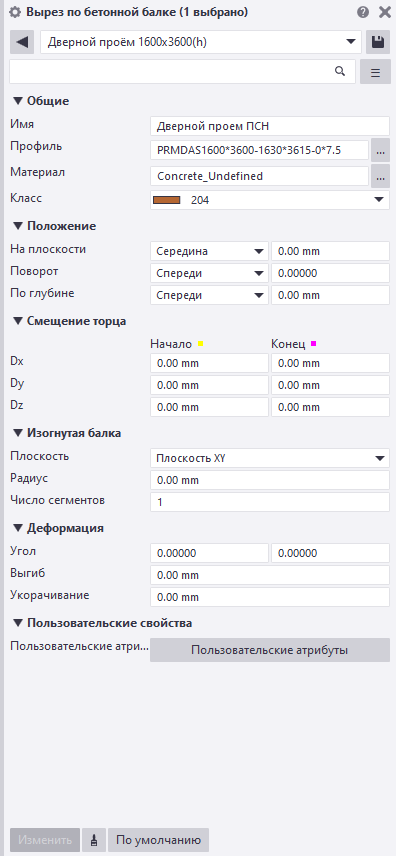 Вырез по бетонной балке (1 выбрано)
Дверной проём 1600x3600(h)
Общие
Имя Дверной проем ПСН
Профиль PRMDAS1600*3600-1630*3615-0*7.5 ...
Материал Concrete_Undefined ...
Класс 204
Положение
На плоскости Середина 0.00 mm
Поворот Спереди 0.00000
По глубине Спереди 0.00 mm
Смещение торца
Начало Конец
Dx 0.00 mm 0.00 mm
Dy 0.00 mm 0.00 mm
Dz 0.00 mm 0.00 mm
Изогнутая балка
Плоскость Плоскость XY
Радиус 0.00 mm
Число сегментов 1
Деформация
Угол 0.00000 0.00000
Выгиб 0.00 mm
Укорачивание 0.00 mm
Пользовательские свойства
Пользовательские атри... Пользовательские атрибуты
Изменить По умолчанию